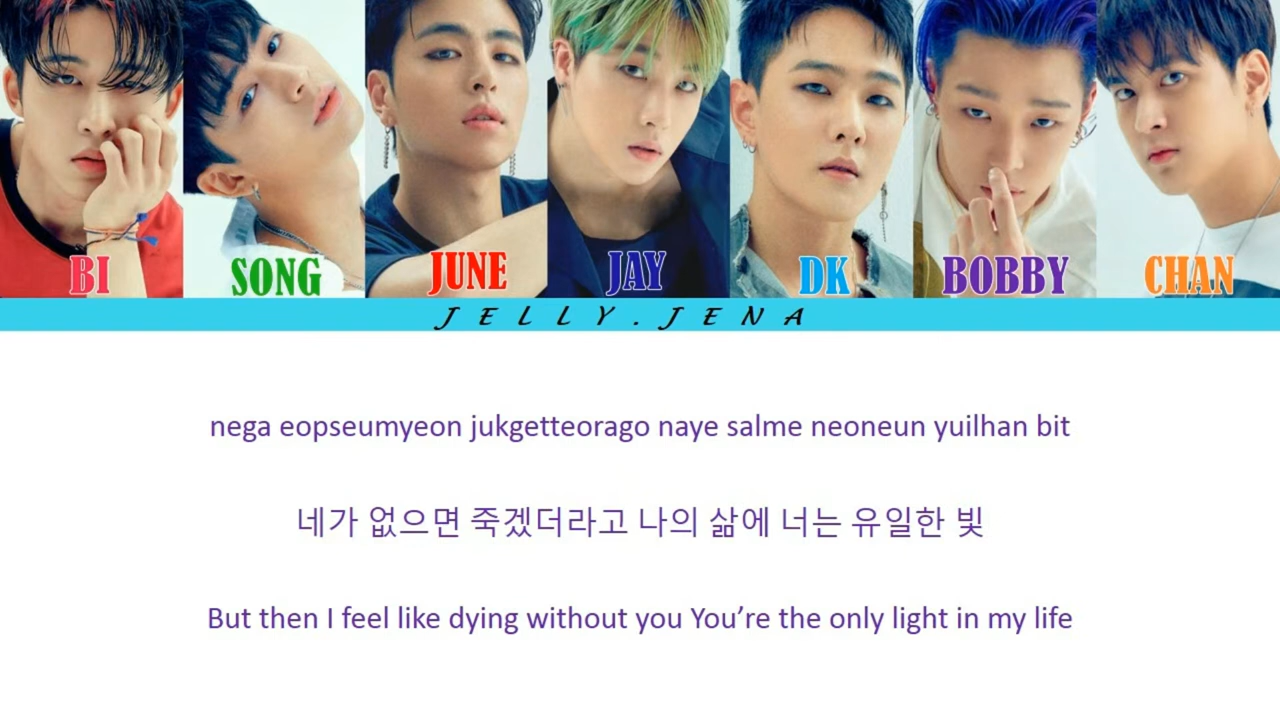 BI SONG JUNE JAY DK BOBBY CHAN
JELLY.JENA
nega eopseumyeon jukgetteorago naye salme neoneun yuilhan bit
네가 없으면 죽겠더라고 나의 삶에 너는 유일한 빛
But then I feel like dying without you You’re the only light in my life